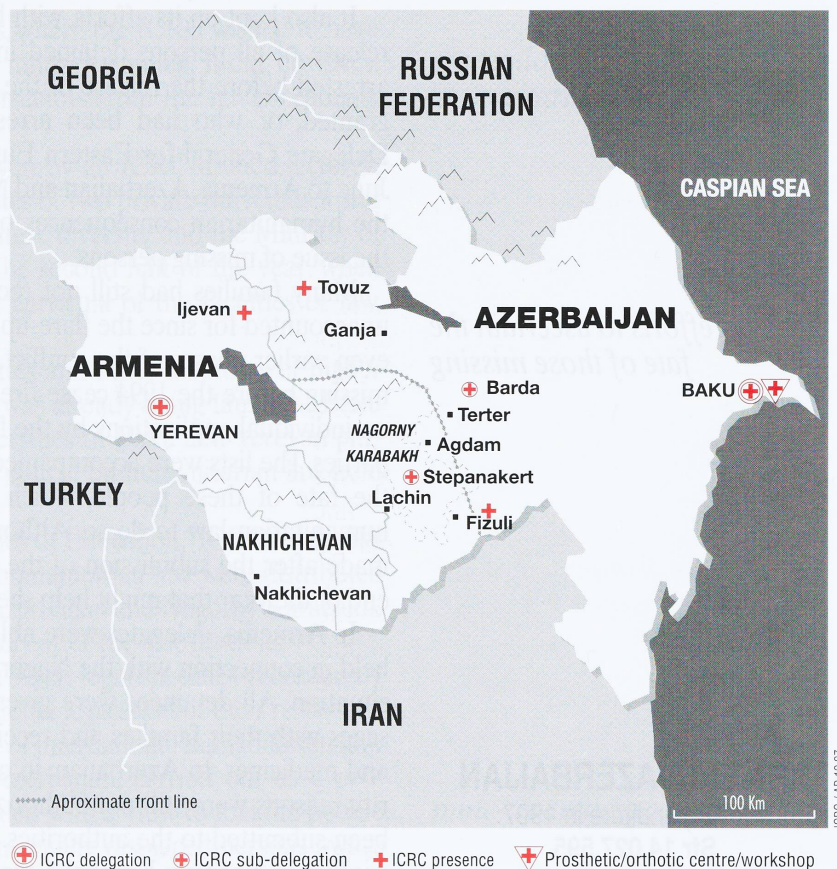 GEORGIA
RUSSIAN
FEDERATION
CASPIAN SEA
Tovuz
Ijevan
Ganja
AZERBAIJAN
ARMENIA
Barda
BAKU
Terter
YEREVAN
NAGORNY
KARABAKH
Agdam
Stepanakert
TURKEY
Lachin
Fizuli
NAKHICHEVAN
Nakhichevan
IRAN
Aproximate front line
100 Km
ICRC delegation
ICRC sub-delegation
ICRC presence
Prosthetic/orthotic centre/workshop